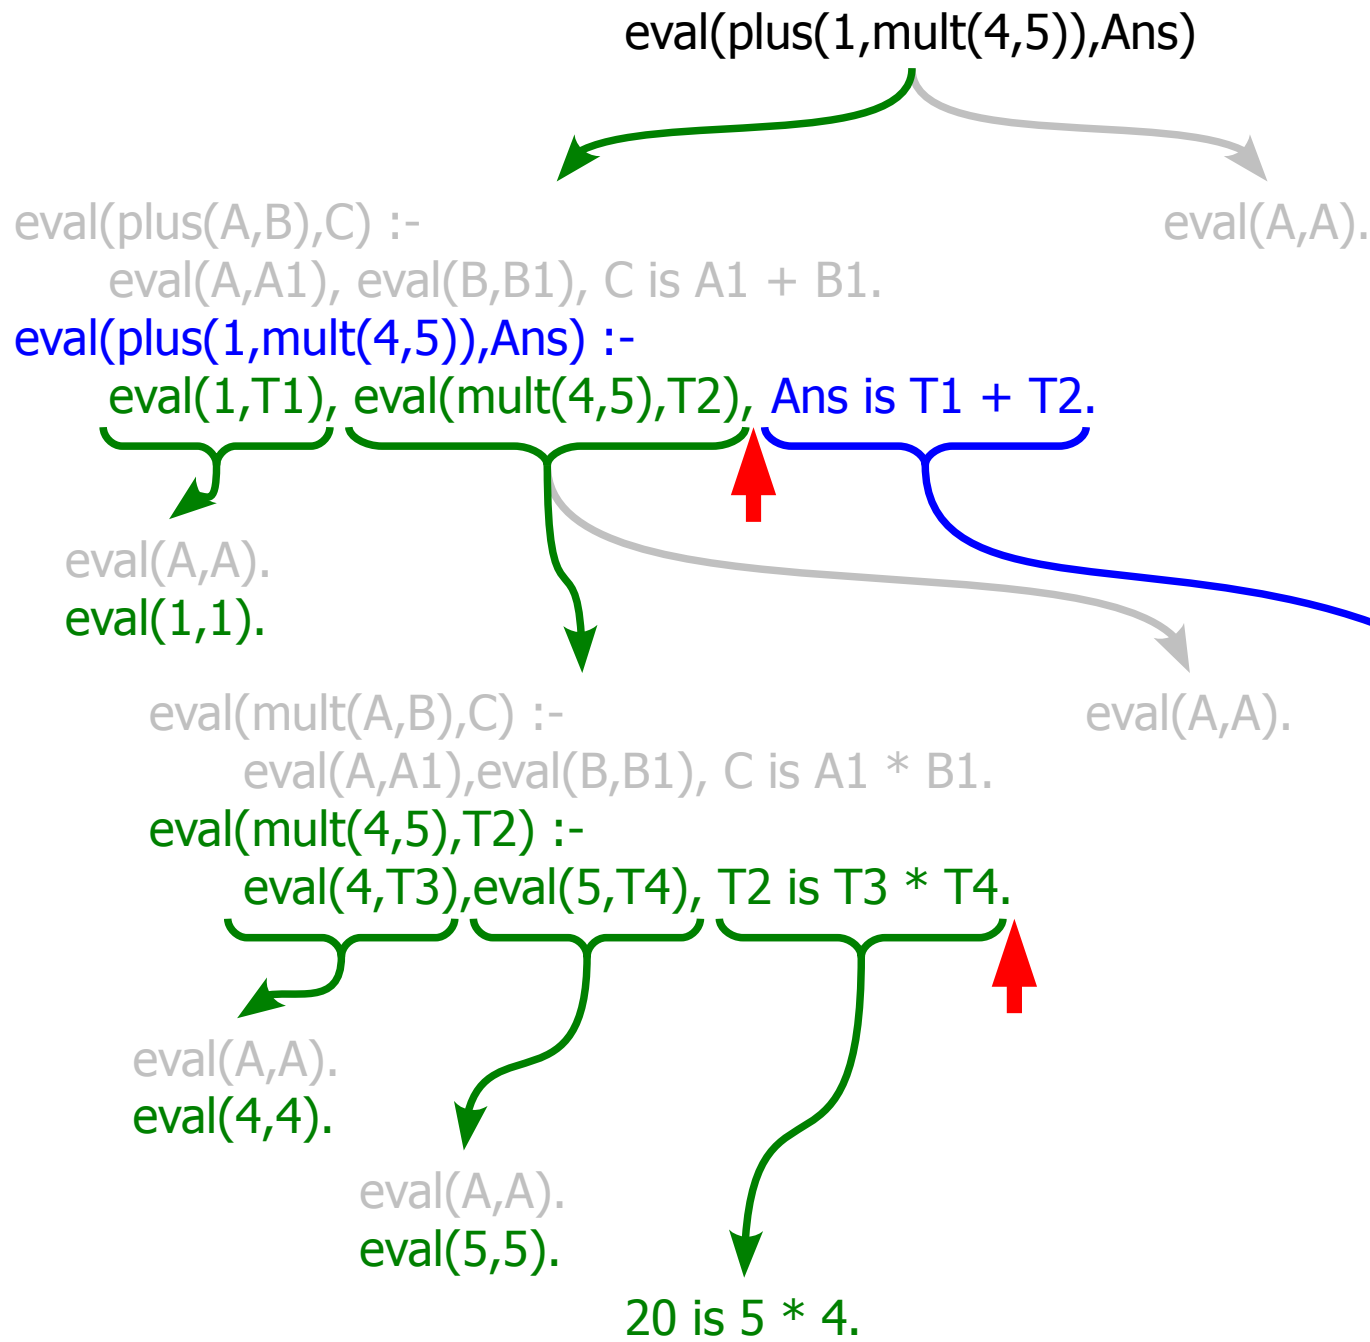 eval(plus(1,mult(4,5)),Ans)
eval(plus(A,B),C) :-
eval(A,A).
eval(A,A1), eval(B,B1), C is A1 + B1.
eval(plus(1,mult(4,5)),Ans) :-
eval(1,T1), eval(mult(4,5),T2), Ans is T1 + T2.
eval(A,A).
eval(1,1).
eval(mult(A,B),C) :-
eval(A,A).
eval(A,A1),eval(B,B1), C is A1 * B1.
eval(mult(4,5),T2) :-
eval(4,T3),eval(5,T4), T2 is T3 * T4.
eval(A,A).
eval(4,4).
eval(A,A).
eval(5,5).
20 is 5 * 4.